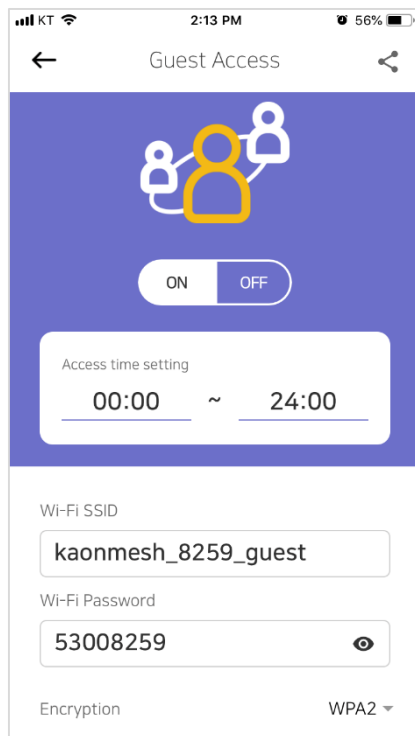 KT 2:13 PM 56%
Guest Access
ON OFF
Access time setting
00:00 ~ 24:00
Wi-Fi SSID
kaonmesh_8259_guest
Wi-Fi Password
53008259
Encryption WPA2